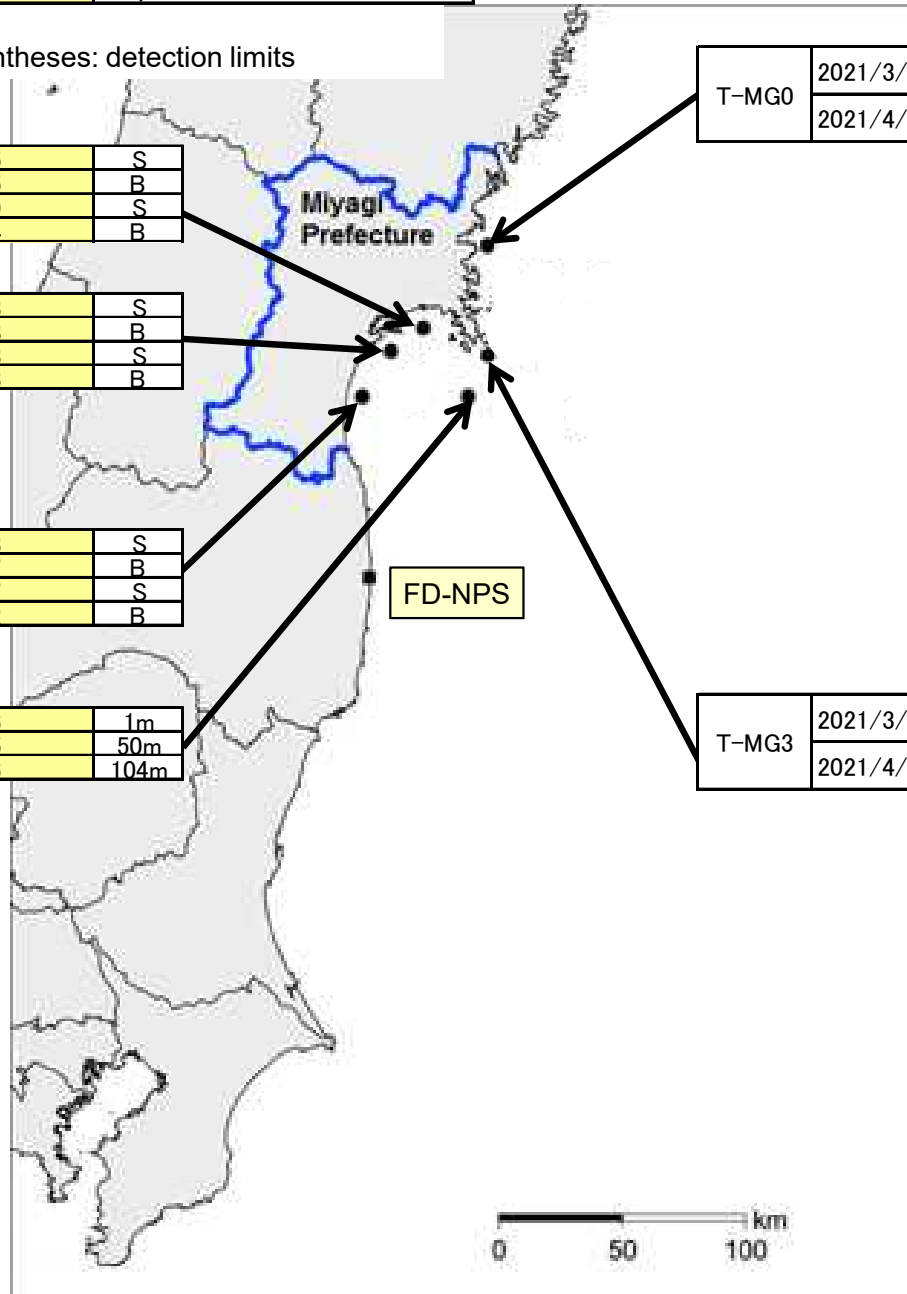 ntheses: detection limits
T-MG0
2021/3/
2021/4/
S
B
S
B
Miyagi
Prefecture
S
B
S
B
S
B
S
B
FD-NPS
1m
50m
104m
T-MG3
2021/3/
2021/4/
km
0 50 100